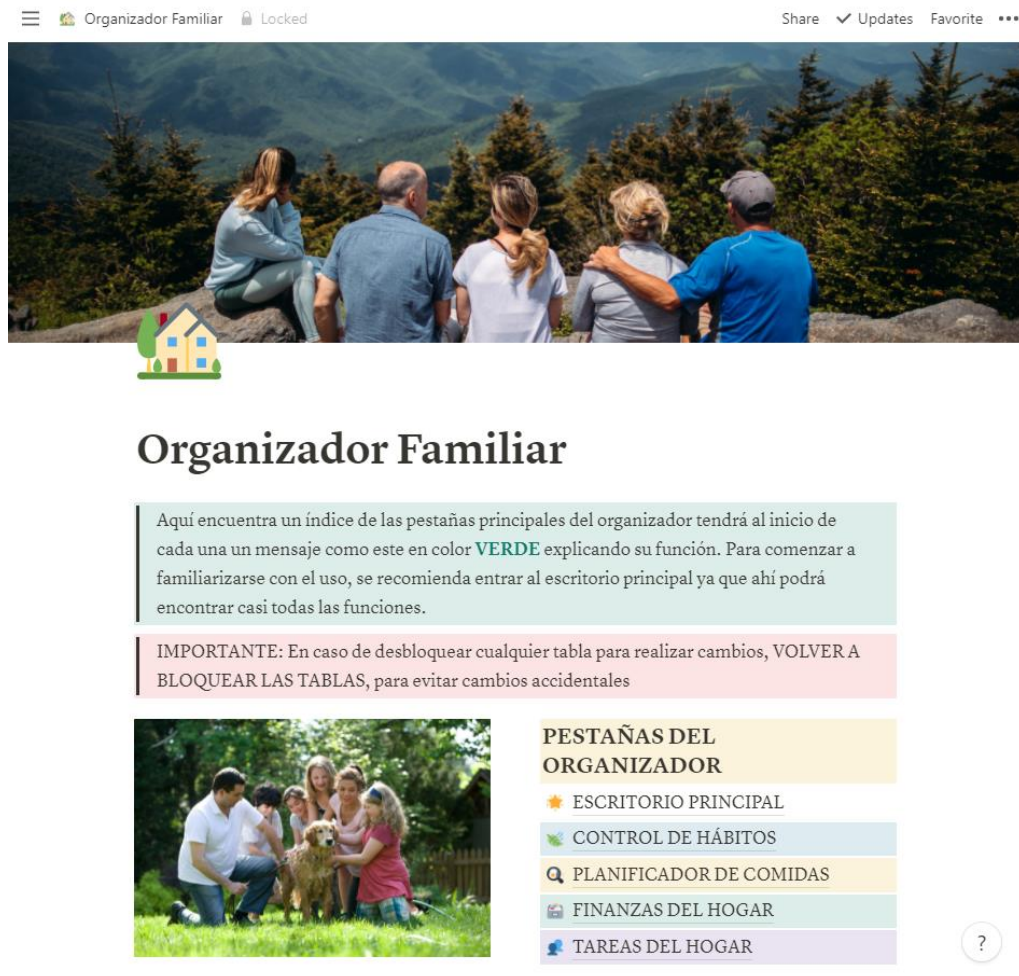 Organizador Familiar Locked Share Updates Favorite
Organizador Familiar
Aquí encuentra un índice de las pestañas principales del organizador tendrá al inicio de
cada una un mensaje como este en color VERDE explicando su función. Para comenzar a
familiarizarse con el uso, se recomienda entrar al escritorio principal ya que ahí podrá
encontrar casi todas las funciones.
IMPORTANTE: En caso de desbloquear cualquier tabla para realizar cambios, VOLVER A
BLOQUEAR LAS TABLAS, para evitar cambios accidentales
PESTAÑAS DEL
ORGANIZADOR
ESCRITORIO PRINCIPAL
CONTROL DE HÁBITOS
PLANIFICADOR DE COMIDAS
FINANZAS DEL HOGAR
TAREAS DEL HOGAR
?